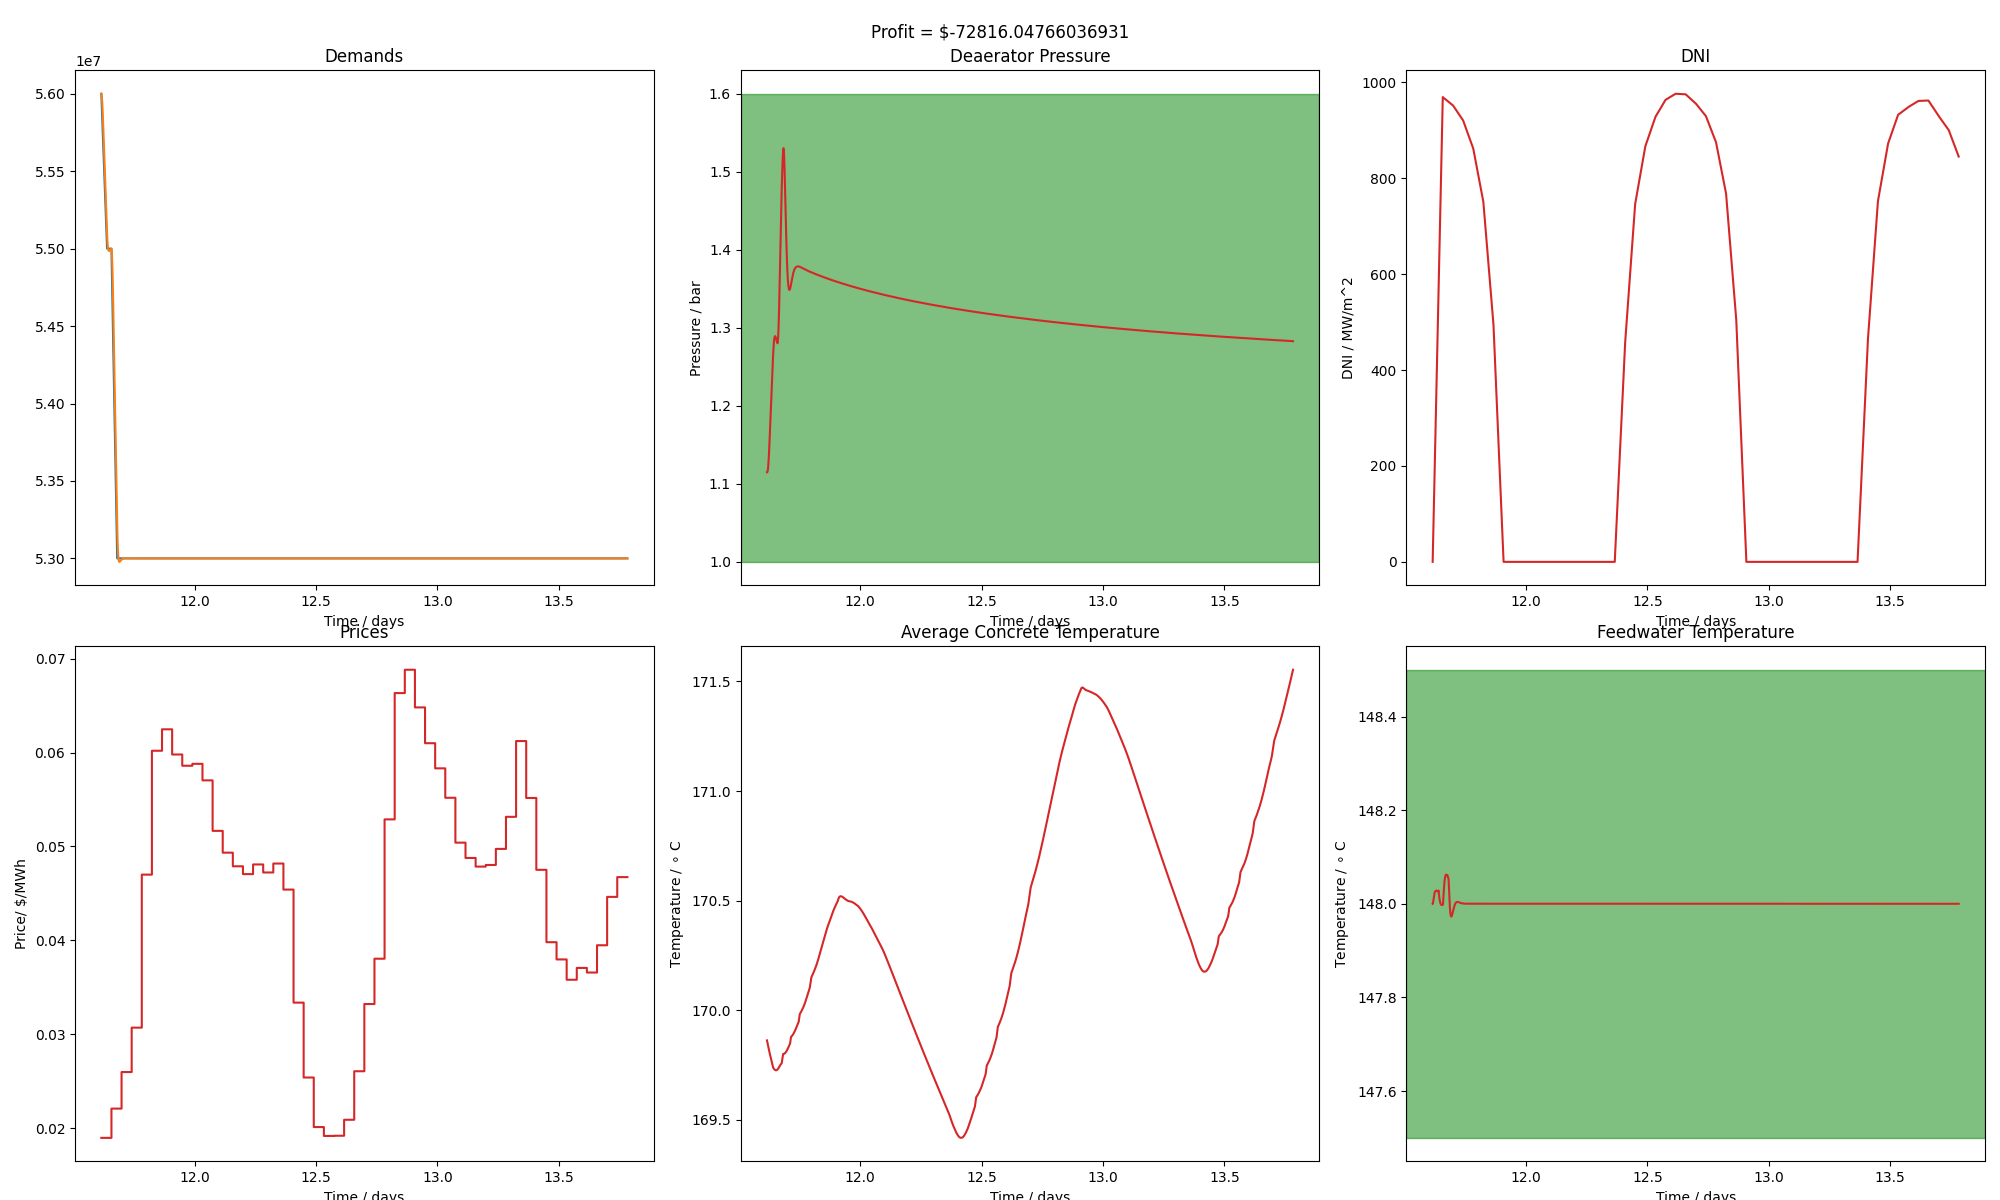 Profit = $-72816.04766036931
Demands
1e7
5.60
5.55
5.50
5.45
5.40
5.35
5.30
12.0 12.5 13.0 13.5
Time / days
Deaerator Pressure
Pressure / bar
1.6
1.5
1.4
1.3
1.2
1.1
1.0
12.0 12.5 13.0 13.5
Time / days
DNI
DNI / MW/m^2
1000
800
600
400
200
0
12.0 12.5 13.0 13.5
Time / days
Prices
Price/ $/MWh
0.07
0.06
0.05
0.04
0.03
0.02
12.0 12.5 13.0 13.5
Time / days
Average Concrete Temperature
Temperature / ∘ C
171.5
171.0
170.5
170.0
169.5
12.0 12.5 13.0 13.5
Time / days
Feedwater Temperature
Temperature / ∘ C
148.4
148.2
148.0
147.8
147.6
12.0 12.5 13.0 13.5
Time / days